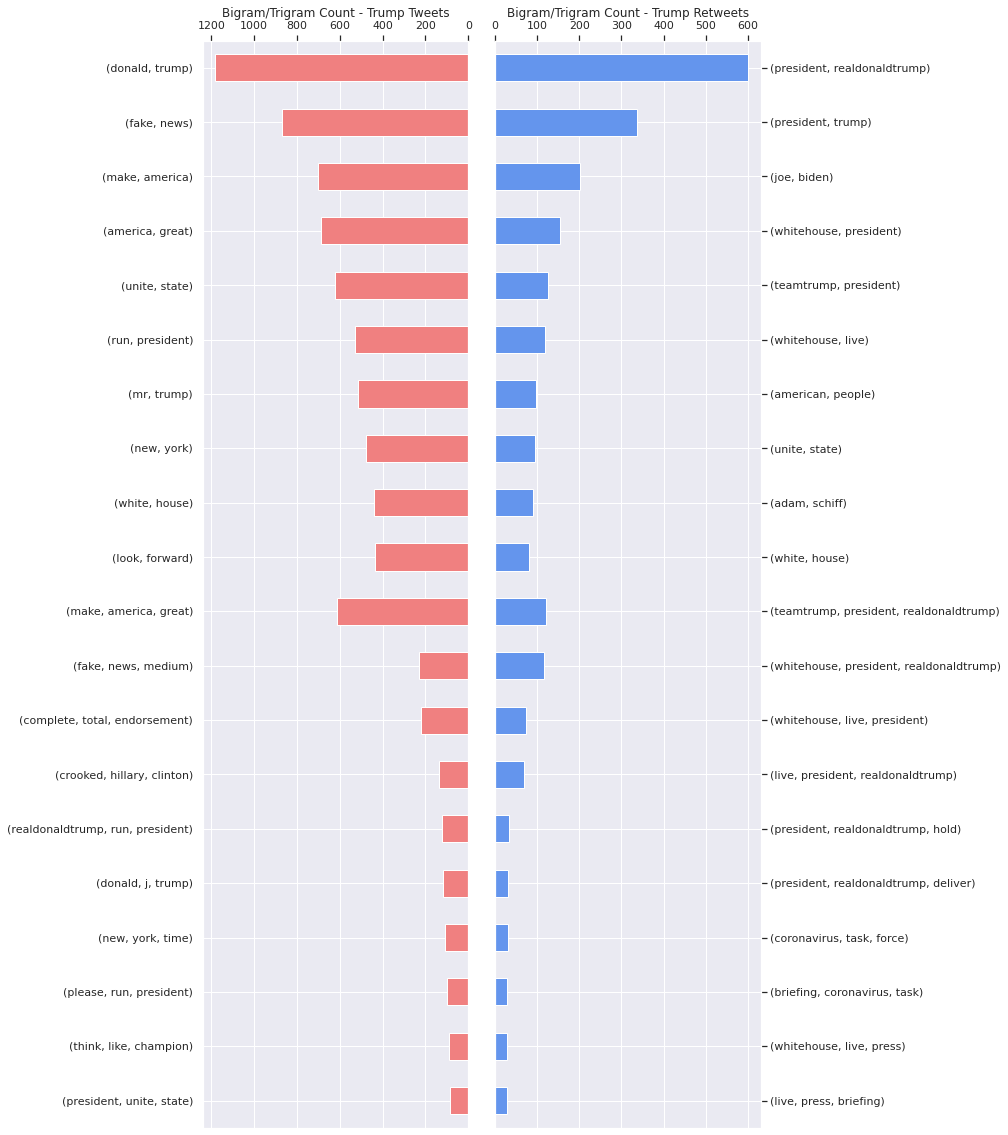 Bigram/Trigram Count - Trump Tweets
Bigram/Trigram Count - Trump Retweets
1200 1000 800 600 400 200 0
0 100 200 300 400 500 600
(donald, trump)
(president, realdonaldtrump)
(fake, news)
(president, trump)
(make, america)
(joe, biden)
(america, great)
(whitehouse, president)
(unite, state)
(teamtrump, president)
(run, president)
(whitehouse, live)
(mr, trump)
(american, people)
(new, york)
(unite, state)
(white, house)
(adam, schiff)
(look, forward)
(white, house)
(make, america, great)
(teamtrump, president, realdonaldtrump)
(fake, news, medium)
(whitehouse, president, realdonaldtrump)
(complete, total, endorsement)
(whitehouse, live, president)
(crooked, hillary, clinton)
(live, president, realdonaldtrump)
(realdonaldtrump, run, president)
(president, realdonaldtrump, hold)
(donald, j, trump)
(president, realdonaldtrump, deliver)
(new, york, time)
(coronavirus, task, force)
(please, run, president)
(briefing, coronavirus, task)
(think, like, champion)
(whitehouse, live, press)
(president, unite, state)
(live, press, briefing)